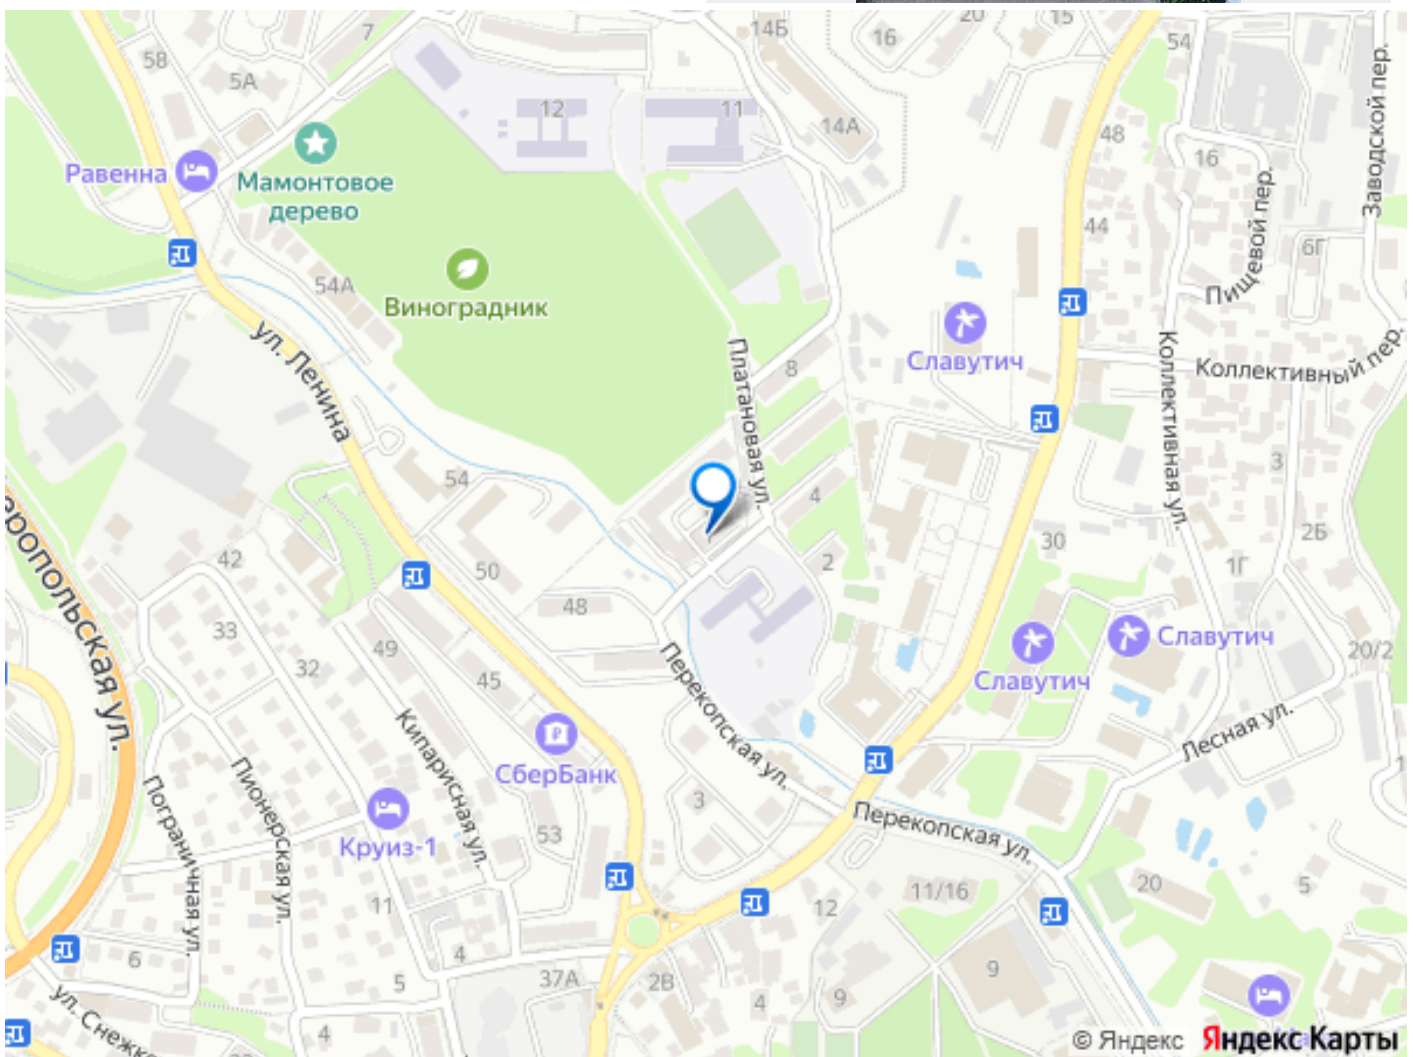 58
7
5А
14Б
16
20
15
54
12
11
14А
48
16
Заводской пер.
Равенна
Мамонтовое
дерево
44
Пищевой пер.
6Г
54А
Виноградник
ул. Ленина
Славутич
Платановая ул.
8
Коллективная ул.
Коллективный пер.
54
4
3
30
2Б
42
50
2
1Г
48
33
32
49
45
Славутич
Славутич
20/2
Перекопская ул.
Кипарисная ул.
СберБанк
Лесная ул.
Пионерская ул.
Пограничная ул.
3
Круиз-1
53
Перекопская ул.
11
11/16
20
5
12
6
4
5
37А
2В
9
9
4
4
ул. Снежко
© Яндекс
Яндекс Карты